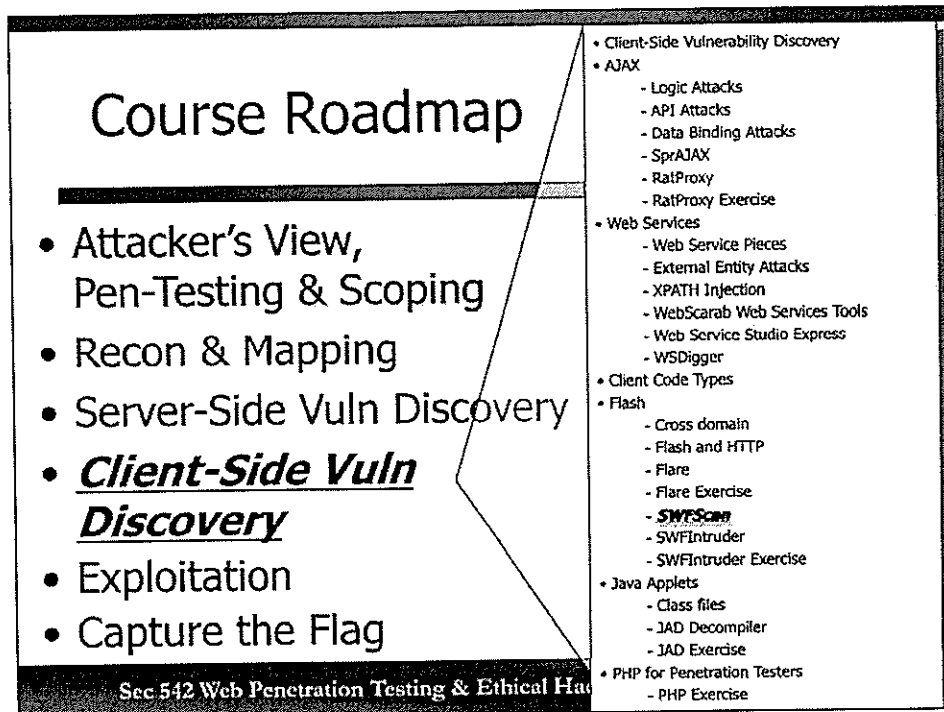 Course Roadmap
• Attacker's View,
Pen-Testing & Scoping
• Recon & Mapping
• Server-Side Vuln Discovery
• Client-Side Vuln
Discovery
• Exploitation
• Capture the Flag
Sec 542 Web Penetration Testing & Ethical Hac
• Client-Side Vulnerability Discovery
• AJAX
- Logic Attacks
- API Attacks
- Data Binding Attacks
- SprAJAX
- RatProxy
- RatProxy Exercise
• Web Services
- Web Service Pieces
- External Entity Attacks
- XPATH Injection
- WebScarab Web Services Tools
- Web Service Studio Express
- WSDigger
• Client Code Types
• Flash
- Cross domain
- Flash and HTTP
- Flare
- Flare Exercise
- SWFScan
- SWFIntruder
- SWFIntruder Exercise
• Java Applets
- Class files
- JAD Decompiler
- JAD Exercise
• PHP for Penetration Testers
- PHP Exercise